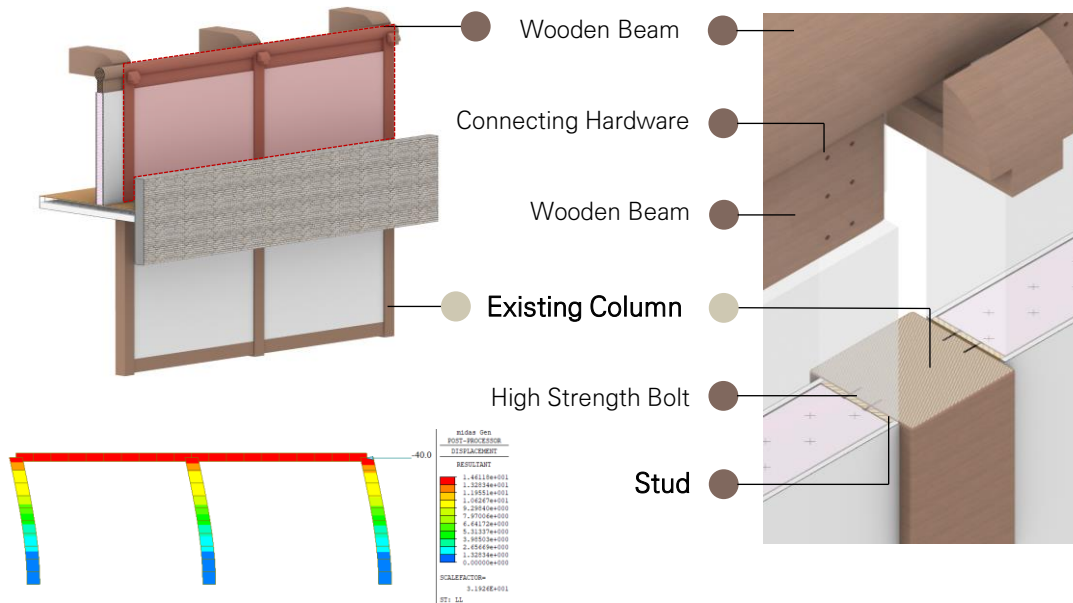 Wooden Beam
Connecting Hardware
Wooden Beam
Existing Column
High Strength Bolt
Stud
-40.0
midas Gen
POST-PROCESSOR
DISPLACEMENT
RESULTANT
1.46118e+001
1.32834e+001
1.19551e+001
1.06267e+001
9.29840e+000
7.97006e+000
6.64172e+000
5.31337e+000
3.98503e+000
2.65669e+000
1.32834e+000
0.00000e+000
SCALEFACTOR=
3.1926E+001
ST: LL